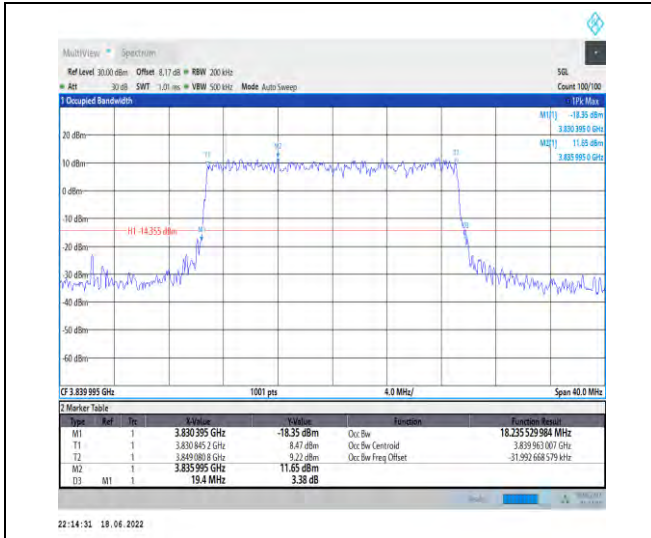 MultiView Spectrum
Ref Level 30.00 dBm Offset 8.17 dB RBW 200 kHz SGL
Att 30 dB SWT 1.01 ms VBW 500 kHz Mode Auto Sweep Count 100/100
1 Occupied Bandwidth 1Pk Max
M1[1] -18.35 dBm
3.830 395 0 GHz
M2[1] 11.65 dBm
3.835 995 0 GHz
20 dBm
M2
T1
10 dBm
0 dBm
-10 dBm
H1 -14.353 dBm
-20 dBm
-30 dBm
-40 dBm
-50 dBm
-60 dBm
CF 3.839 995 GHz 1001 pts 4.0 MHz/ Span 40.0 MHz
2 Marker Table
Type Ref Trc X-Value Y-Value Function Function Result
M1 1 3.830 395 GHz -18.35 dBm Occ Bw 18.235 529 984 MHz
T1 1 3.830 845 2 GHz 8.47 dBm Occ Bw Centroid 3.839 963 007 GHz
T2 1 3.849 080 8 GHz 9.22 dBm Occ Bw Freq Offset -31.992 668 579 kHz
M2 1 3.835 995 GHz 11.65 dBm
D3 M1 1 19.4 MHz 3.38 dB
22:14:31 18.06.2022